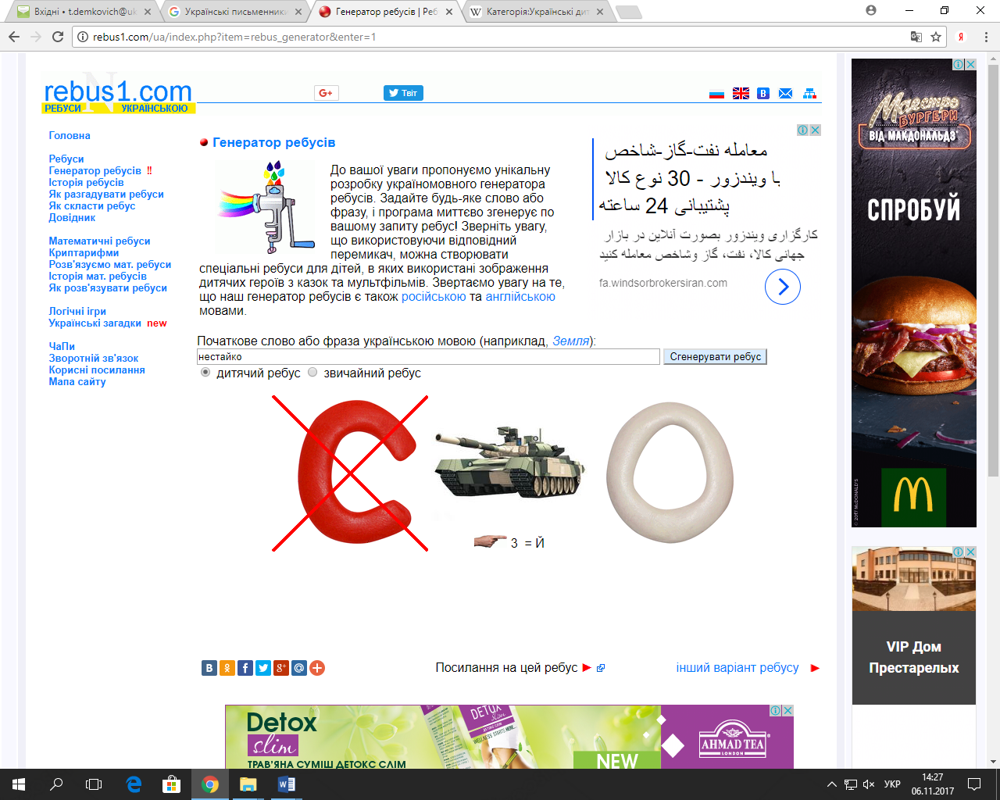 Вхідні • t.demkovich@uk
Українські письменники
Генератор ребусів | Реб
Категорія:Українські дит
rebus1.com/ua/index.php?item=rebus_generator&enter=1
Я
rebus1.com
РЕБУСИ УКРАЇНСЬКОЮ
G+
Твіт
B
Головна
Ребуси
Генератор ребусів !!
Історія ребусів
Як разгадувати ребуси
Як скласти ребус
Довідник
Математичні ребуси
Криптарифми
Розв'язуємо мат. ребуси
Історія мат. ребусів
Як розв'язувати ребуси
Логічні ігри
Українські загадки new
ЧаПи
Зворотній зв'язок
Корисні посилання
Мапа сайту
Генератор ребусів
До вашої уваги пропонуємо унікальну
розробку україномовного генератора
ребусів. Задайте будь-яке слово або
фразу, і програма миттєво згенерує по
вашому запиту ребус! Зверніть увагу,
що використовуючи відповідний
перемикач, можна створювати
спеціальні ребуси для дітей, в яких використані зображення
дитячих героїв з казок та мультфільмів. Звертаємо увагу на те,
що наш генератор ребусів є також російською та англійською
мовами.
معامله نفت-گاز-شاخص
با ویندزور - 30 نوع کالا
پشتیبانی 24 ساعته
کارگزاری ویندزور بصورت آنلاین در بازار
جهانی کالا، نفت، گاز وشاخص معامله کنید
fa.windsorbrokersiran.com
Початкове слово або фраза українською мовою (наприклад, Земля):
нестайко
Сгенерувати ребус
дитячий ребус звичайний ребус
С О
3 = Й
Посилання на цей ребус
інший варіант ребусу
Detox
slim
ТРАВ'ЯНА СУМІШ ДЕТОКС СЛІМ
DETOX
Slim
NEW
AHMAD TEA
LONDON
Маестро
БУРГЕРИ
ВІД МАКДОНАЛЬДЗ®
СПРОБУЙ
© 2017 McDONALD'S
VIP Дом
Престарелых
УКР
14:27
06.11.2017